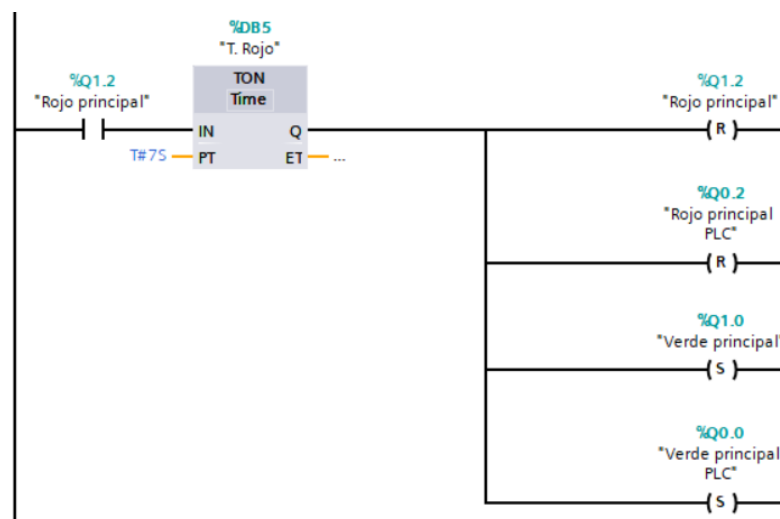 %DB5
"T. Rojo"
%Q1.2
"Rojo principal"
TON
Time
IN
Q
T#7S
PT
ET
...
%Q1.2
"Rojo principal"
R
%Q0.2
"Rojo principal
PLC"
R
%Q1.0
"Verde principal"
S
%Q0.0
"Verde principal
PLC"
S